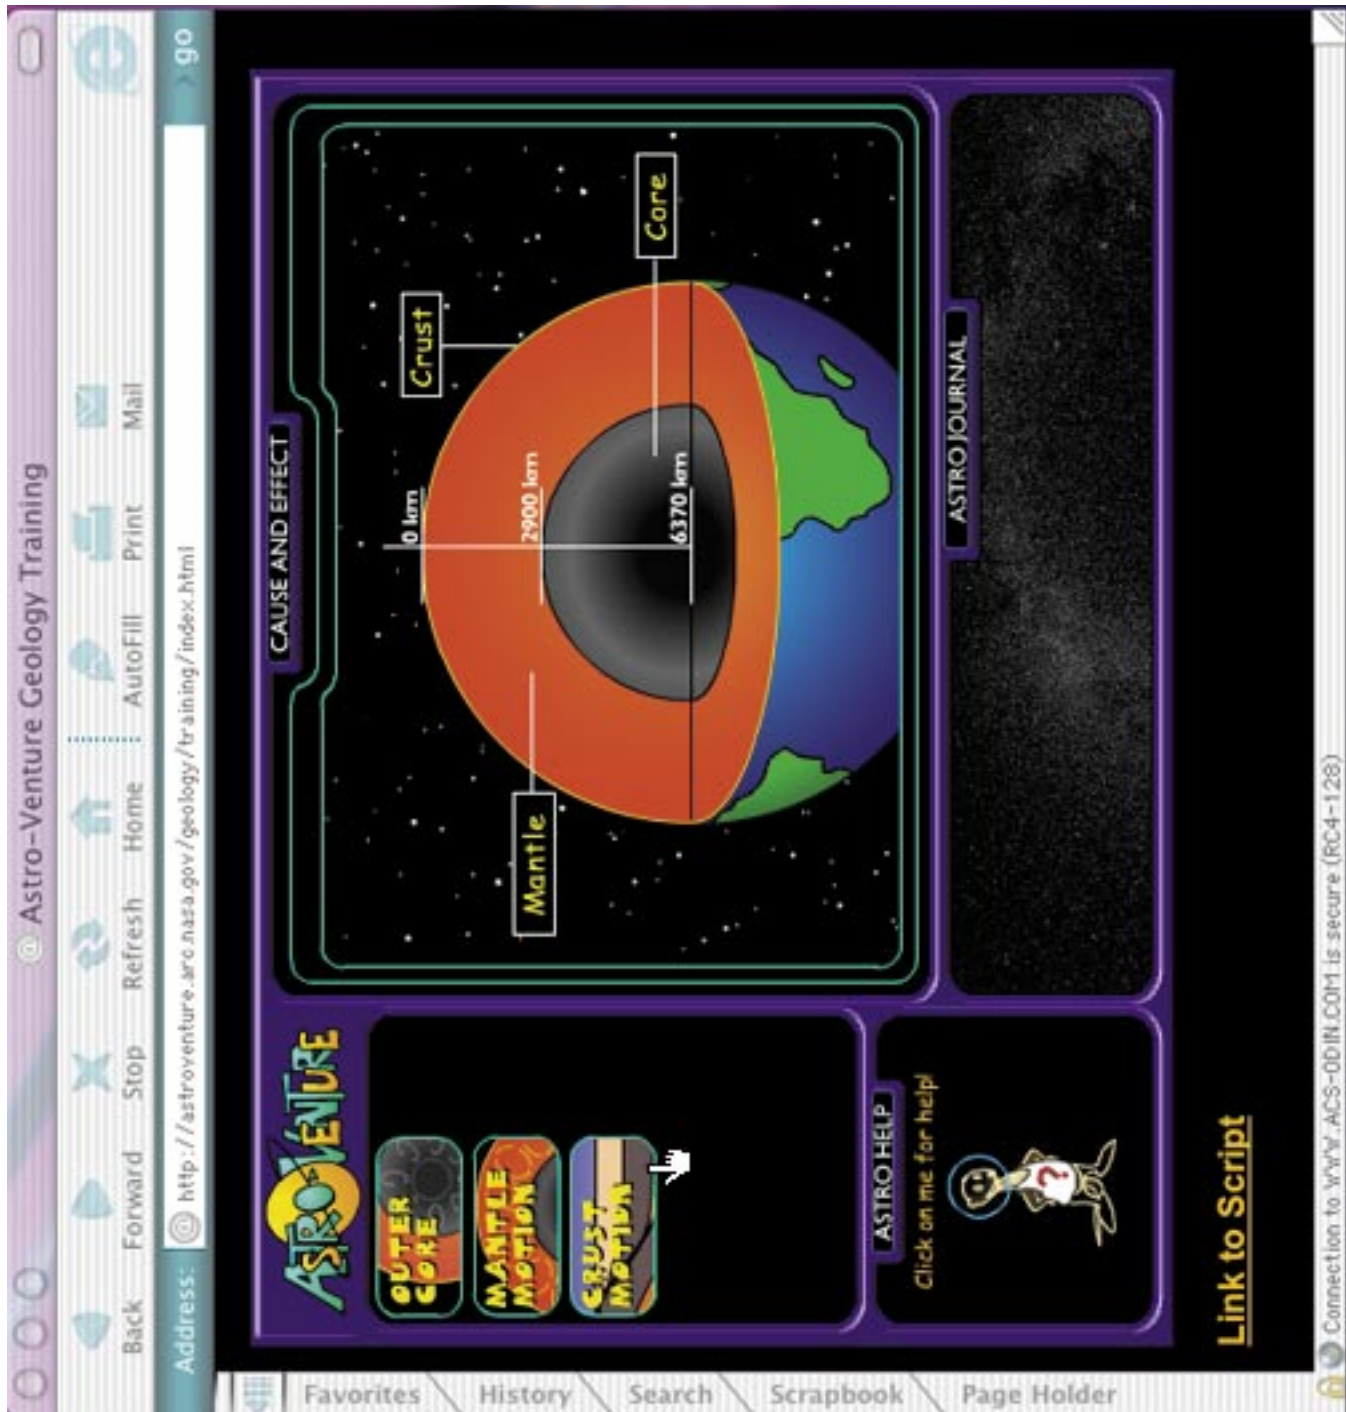 @ Astro-Venture Geology Training
Back Forward Stop Refresh Home AutoFill Print Mail
Address: @ http://astroventure.arc.nasa.gov/geology/training/index.html go
Favorites
History
Search
Scrapbook
Page Holder
ASTROVENTURE
OUTER
CORE
MANTLE
MOTION
CRUST
MOTION
ASTRO HELP
Click on me for help!
?
CAUSE AND EFFECT
0 km
Crust
2900 km
Mantle
Core
6370 km
ASTRO JOURNAL
Link to Script
Connection to WWW.ACS-ODIN.COM is secure (RC4-128)